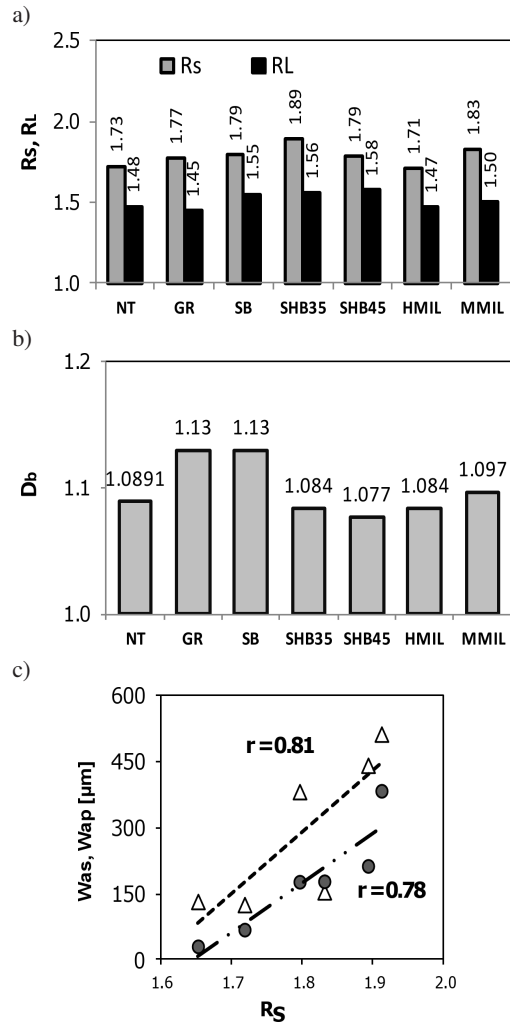 a)
2.5
Rs
RL
Rs, RL
2.0
1.5
1.0
1.73
1.48
1.77
1.45
1.79
1.55
1.89
1.56
1.79
1.58
1.71
1.47
1.83
1.50
NT GR SB SHB35 SHB45 HMIL MMIL
b)
1.2
Db
1.1
1.0
1.0891
1.13
1.13
1.084
1.077
1.084
1.097
NT GR SB SHB35 SHB45 HMIL MMIL
c)
600
Was, Wap [µm]
450
300
150
0
r=0.81
r=0.78
1.6 1.7 1.8 1.9 2.0
RS